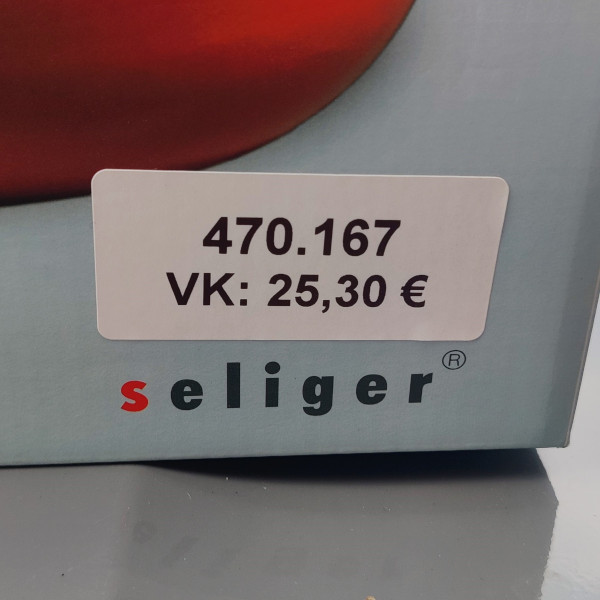 470.167
VK: 25,30 €
seliger®